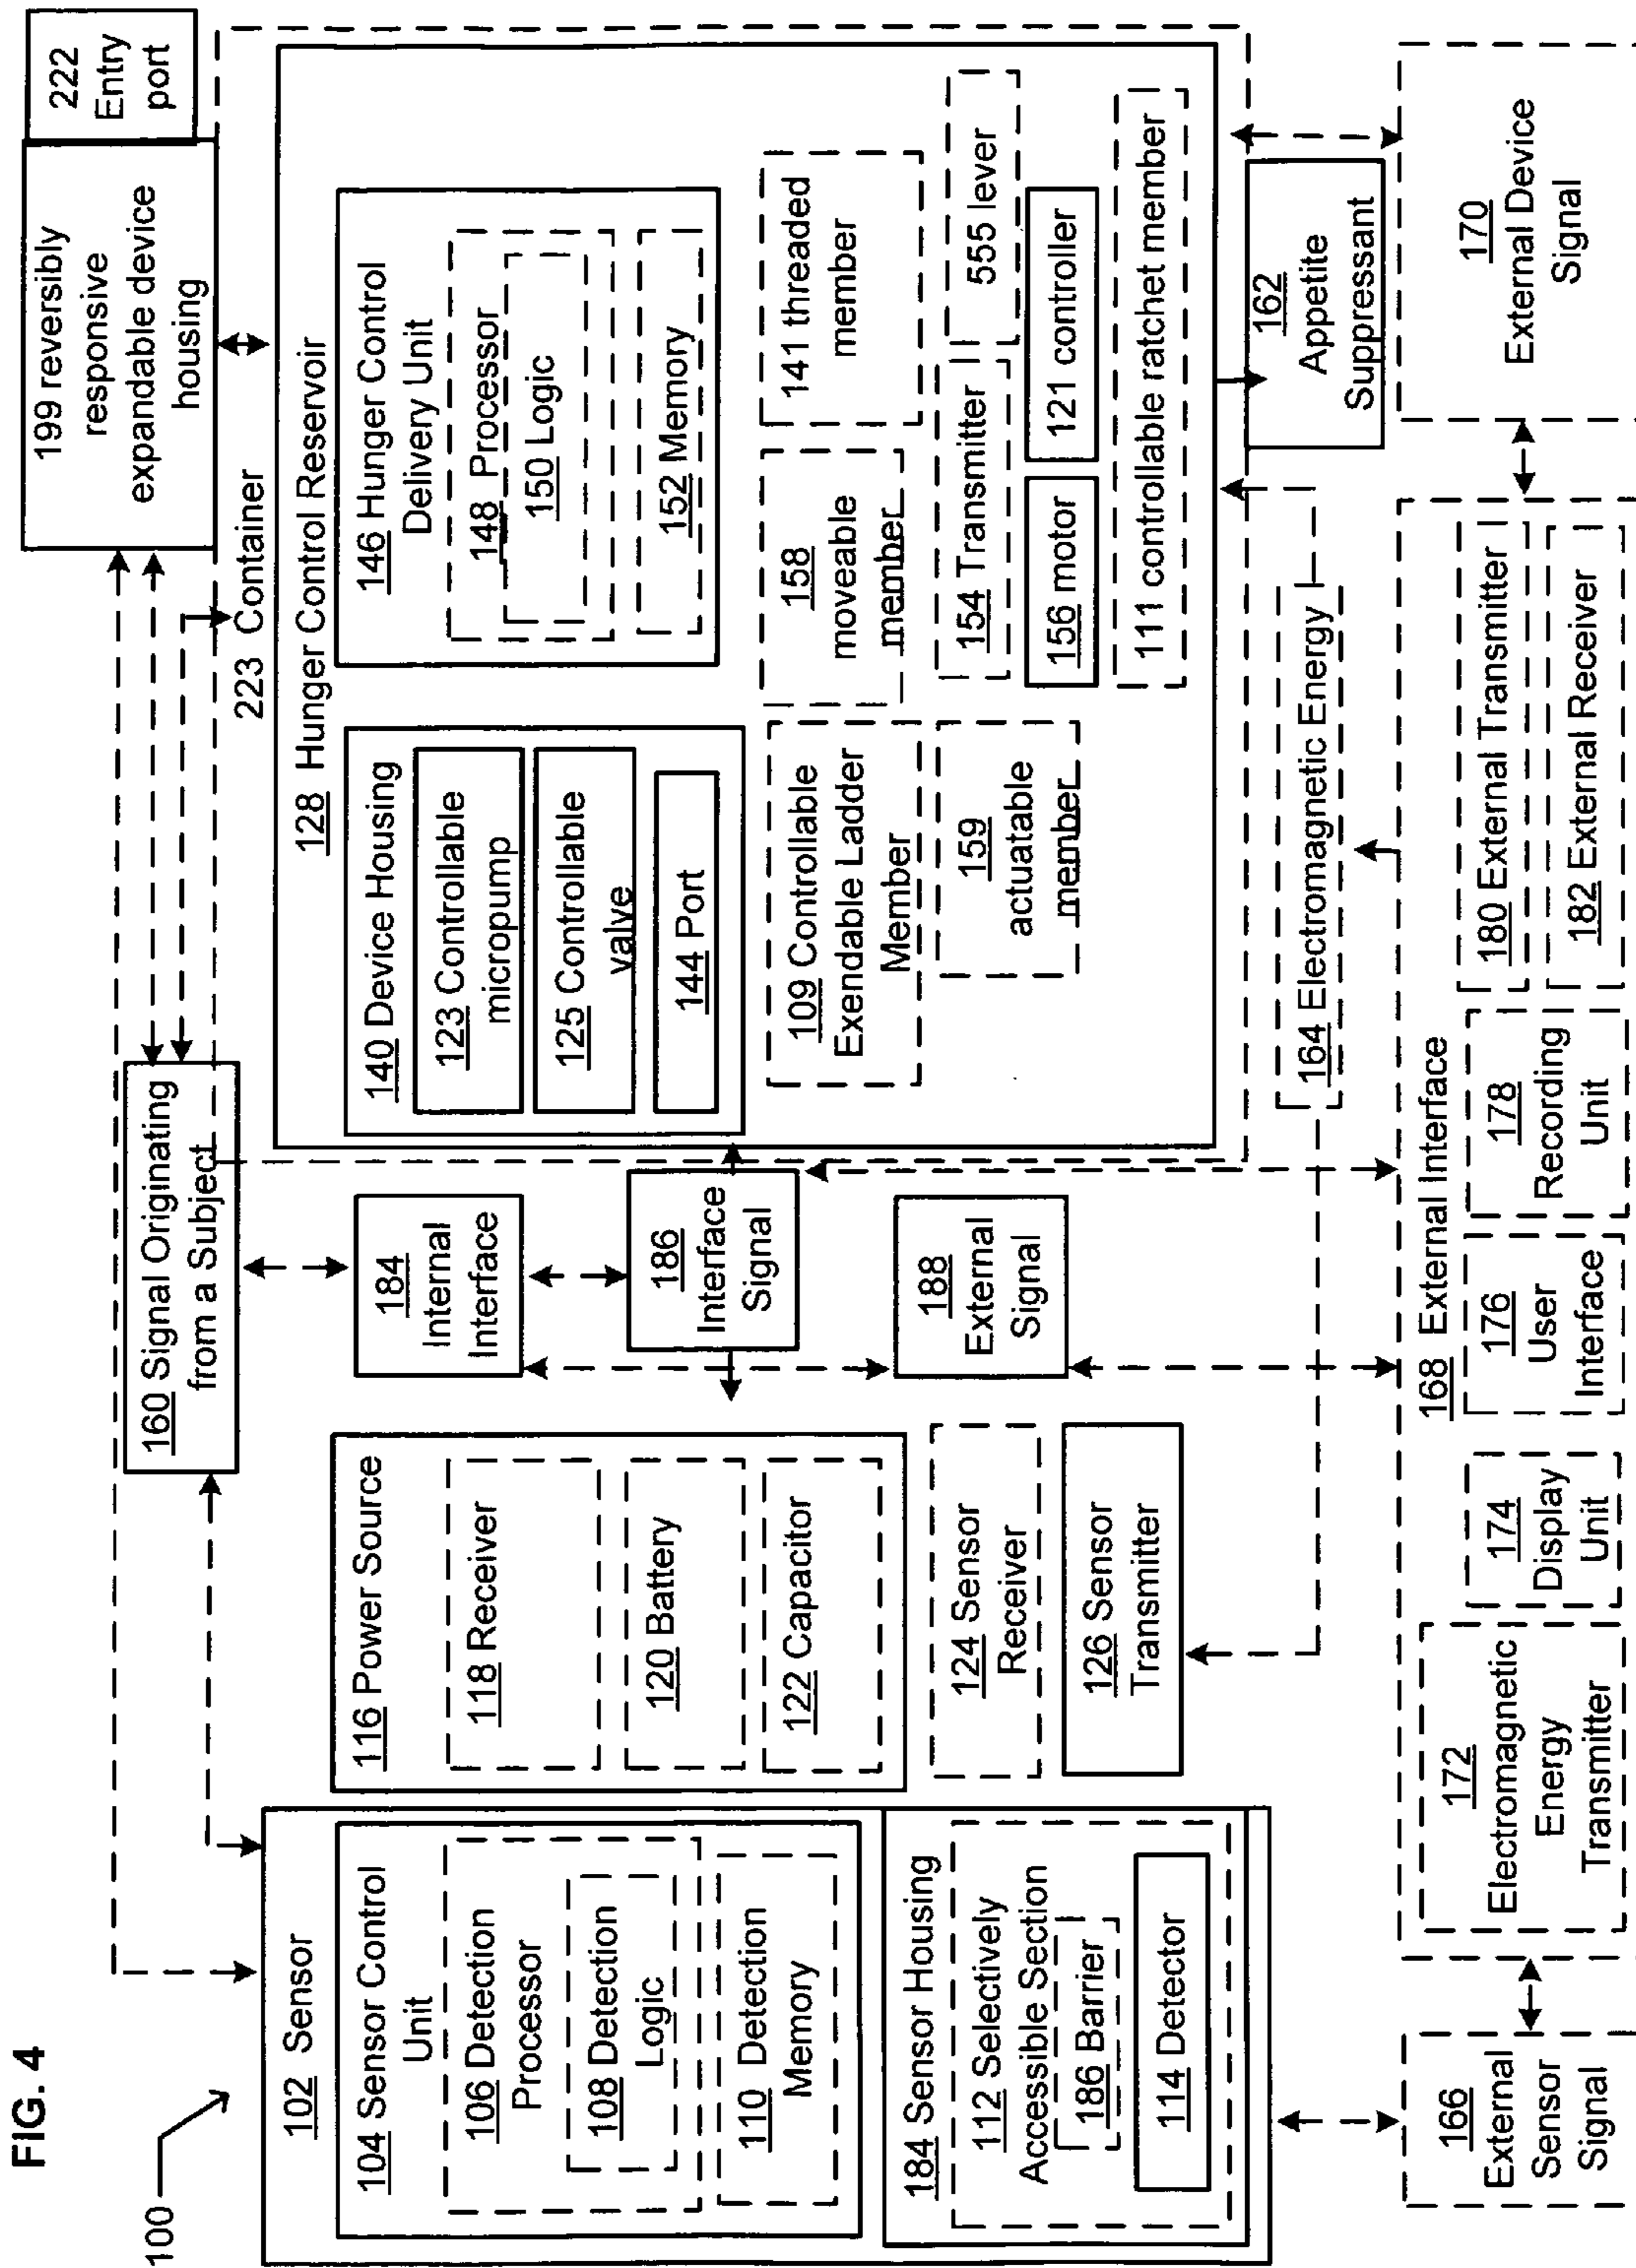 FIG. 4
100
102 Sensor
104 Sensor Control
Unit
106 Detection
Processor
108 Detection
Logic
110 Detection
Memory
184 Sensor Housing
112 Selectively
Accessible Section
186 Barrier
114 Detector
116 Power Source
118 Receiver
120 Battery
122 Capacitor
124 Sensor
Receiver
126 Sensor
Transmitter
160 Signal Originating
from a Subject
184
Internal
Interface
186
Interface
Signal
188
External
Signal
199 reversibly
responsive
expandable device
housing
222
Entry
port
223 Container
128 Hunger Control Reservoir
140 Device Housing
123 Controllable
micropump
125 Controllable
valve
144 Port
146 Hunger Control
Delivery Unit
148 Processor
150 Logic
152 Memory
109 Controllable
Exendable Ladder
Member
158
moveable
member
141 threaded
member
159
actuatable
member
154 Transmitter
555 lever
156 motor
121 controller
111 controllable ratchet member
164 Electromagnetic Energy
162
Appetite
Suppressant
166
External
Sensor
Signal
168 External Interface
172
Electromagnetic
Energy
Transmitter
174
Display
Unit
176
User
Interface
178
Recording
Unit
180 External Transmitter
182 External Receiver
170
External Device
Signal